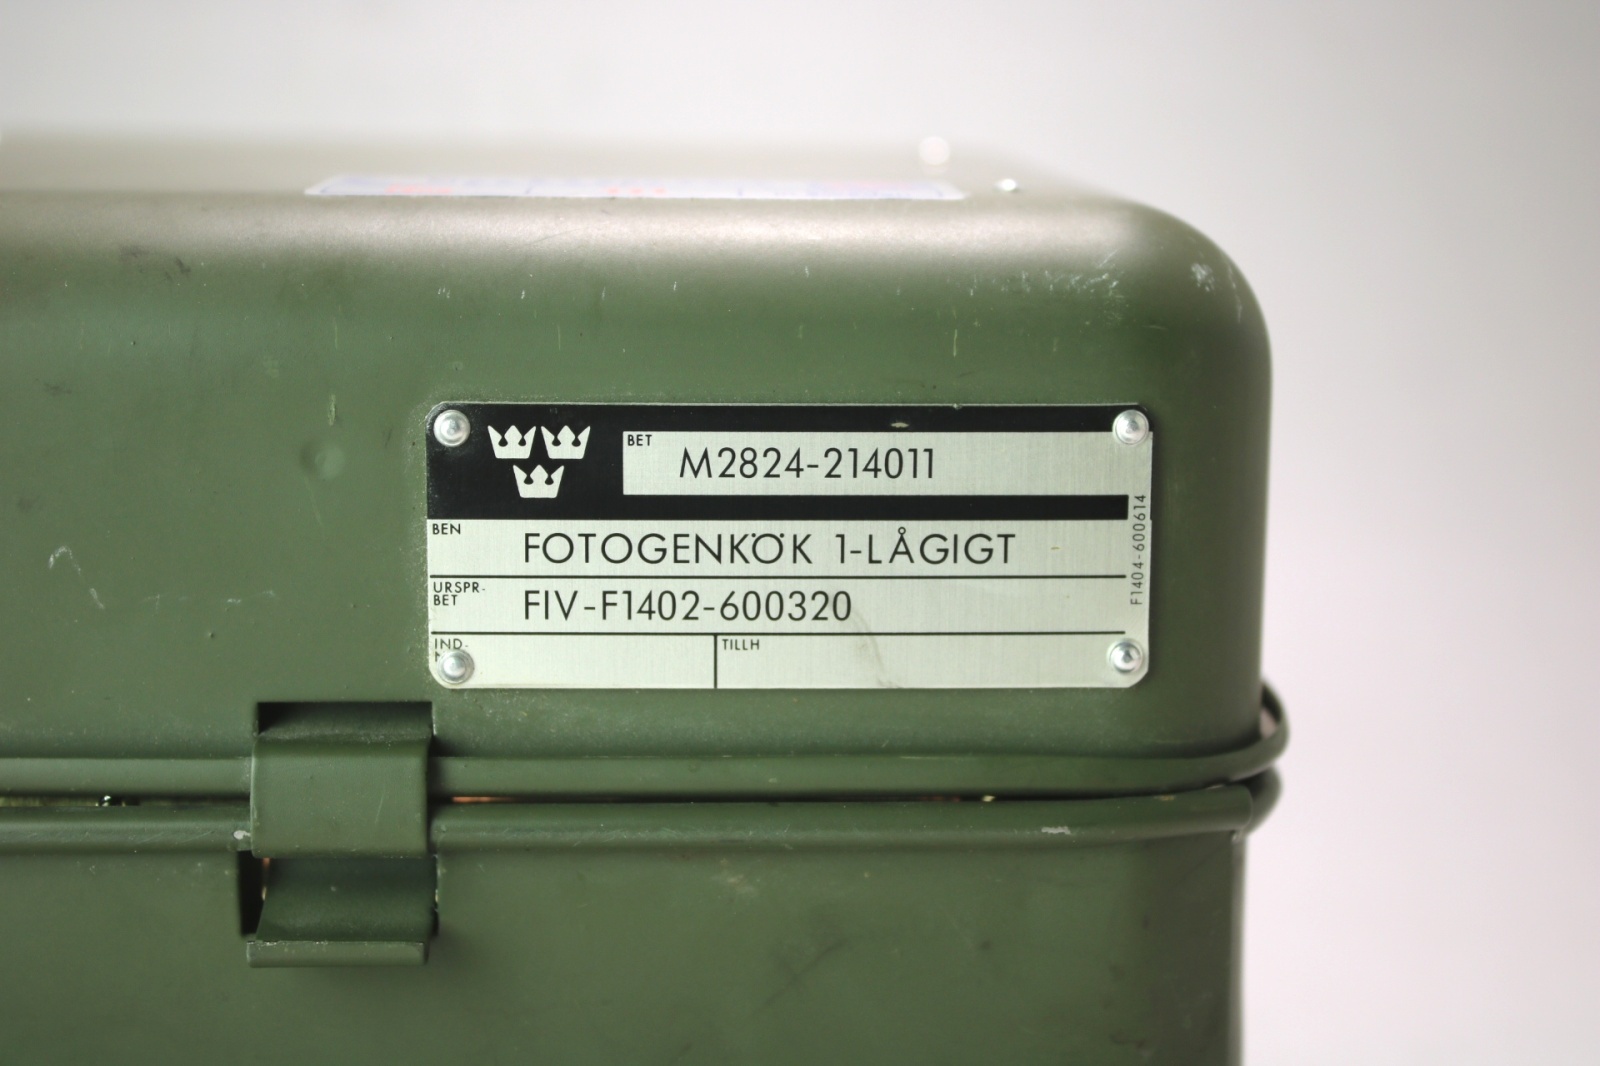 BET
M2824-214011
BEN
FOTOGENKÖK 1-LÅGIGT
URSPR-
BET
FIV-F1402-600320
IND-
TILLH
F1404-600614